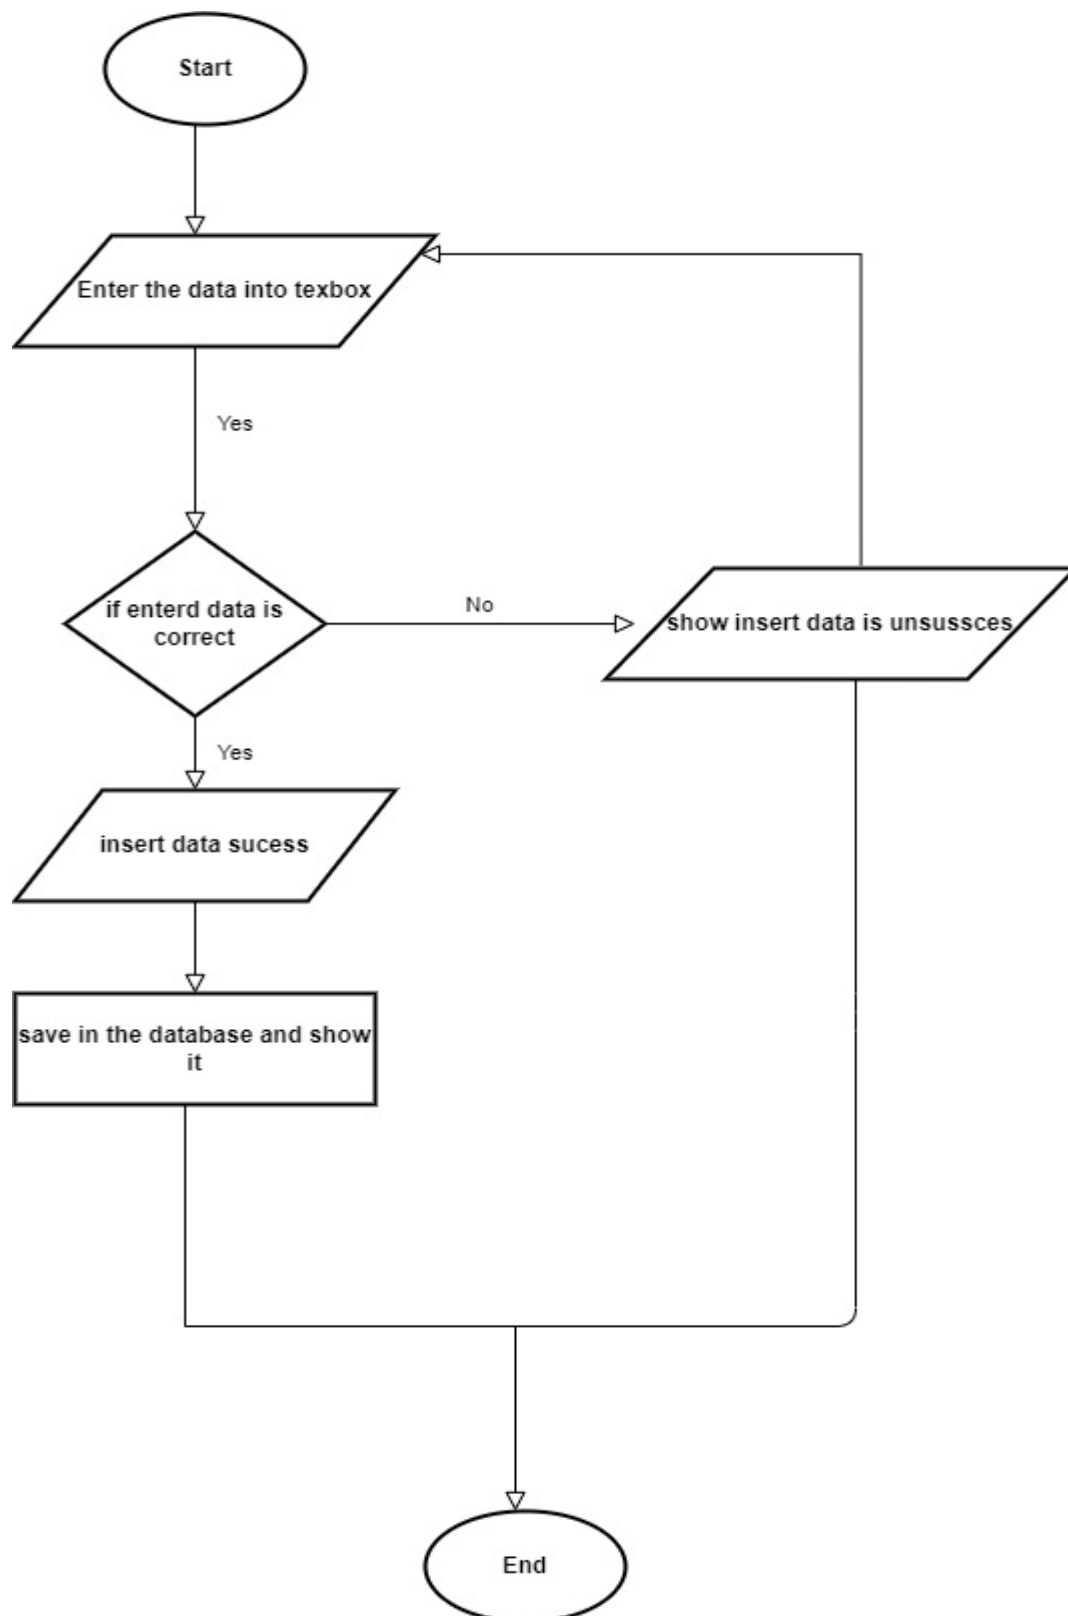 Start
Enter the data into texbox
Yes
if enterd data is
correct
No
show insert data is unsussces
Yes
insert data sucess
save in the database and show
it
End